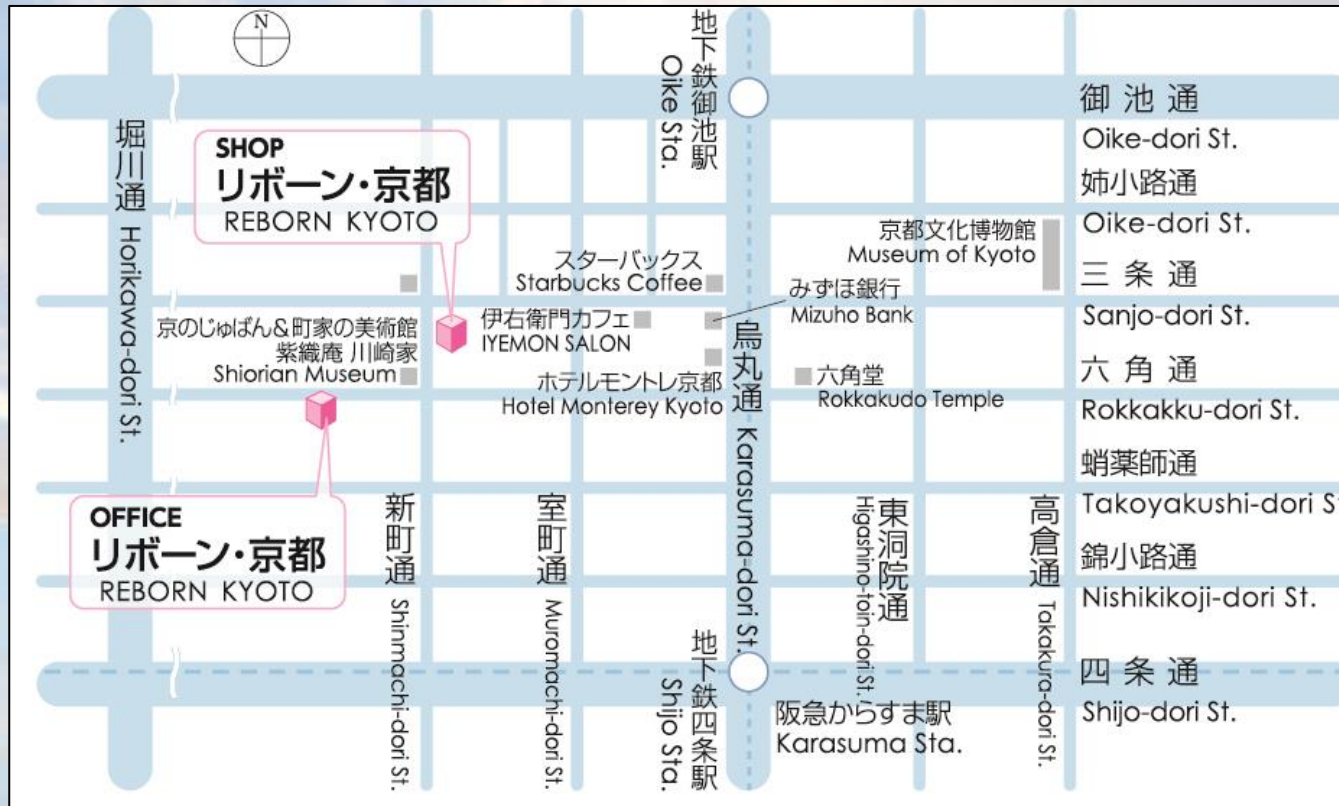 N
地下鉄御池駅
Oike Sta.
御池通
Oike-dori St.
堀川通
Horikawa-dori St.
SHOP
リボーン・京都
REBORN KYOTO
姉小路通
Oike-dori St.
京都文化博物館
Museum of Kyoto
スターバックス
Starbucks Coffee
三条通
Sanjo-dori St.
みずほ銀行
Mizuho Bank
伊右衛門カフェ
IYEMON SALON
京のじゅばん&町家の美術館
紫織庵 川崎家
Shiorian Museum
ホテルモントレ京都
Hotel Monterey Kyoto
烏丸通
Karasuma-dori St.
六角堂
Rokkakudo Temple
六角通
Rokkakku-dori St.
蛸薬師通
Takoyakushi-dori St
OFFICE
リボーン・京都
REBORN KYOTO
新町通
Shinmachi-dori St.
室町通
Muromachi-dori St.
東洞院通
Higashino-toin-dori St.
高倉通
Takakura-dori St.
錦小路通
Nishikikoji-dori St.
地下鉄四条駅
Shijo Sta.
四条通
Shijo-dori St.
阪急からすま駅
Karasuma Sta.